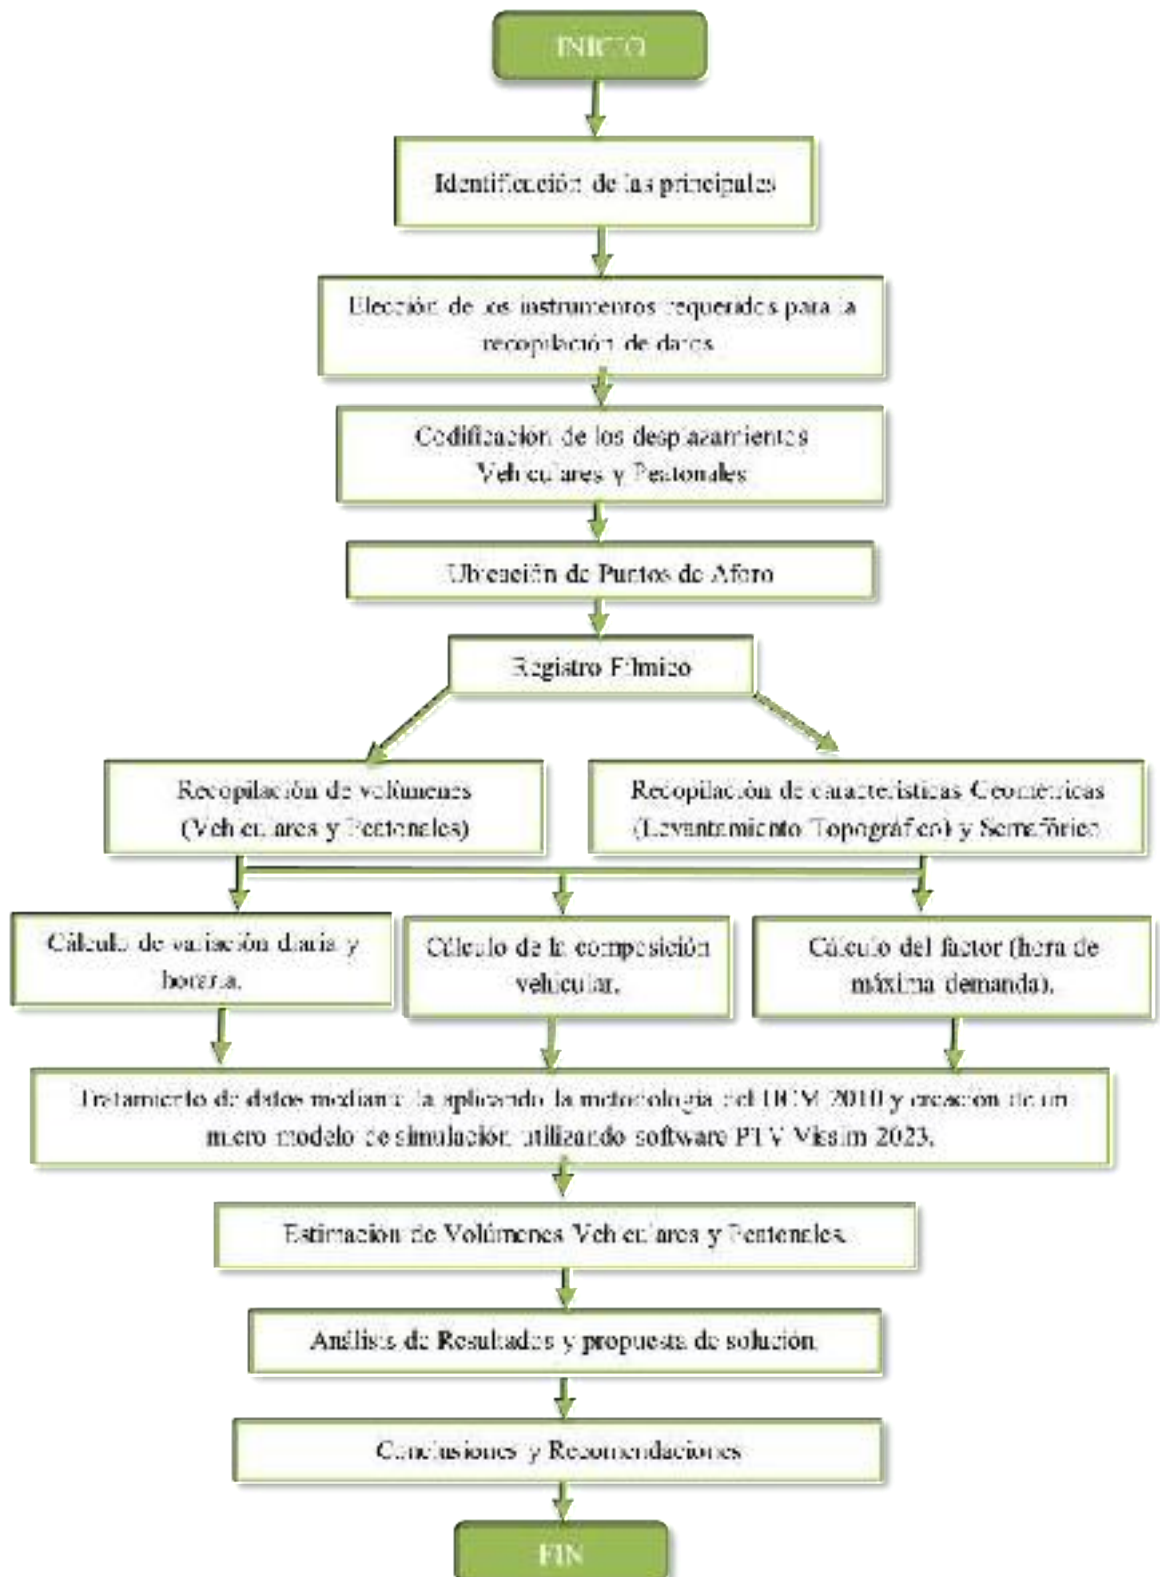 INICIO
Identificación de las principales
Elección de los instrumentos requeridos para la
recopilación de datos
Codificación de los desplazamientos
Vehiculares y Peatonales
Ubicación de Puntos de Aforo
Registro Fílmico
Recopilación de volúmenes
(Vehiculares y Peatonales)
Recopilación de características Geométricas
(Levantamiento Topográfico) y Semafórico
Cálculo de variación diaria y
horaria.
Cálculo de la composición
vehicular.
Cálculo del factor (hora de
máxima demanda).
Tratamiento de datos mediante la aplicando la metodología del HCM 2010 y creación de un
micro modelo de simulación utilizando software PTV Vissim 2023.
Estimación de Volúmenes Vehiculares y Peatonales.
Análisis de Resultados y propuesta de solución.
Conclusiones y Recomendaciones
FIN